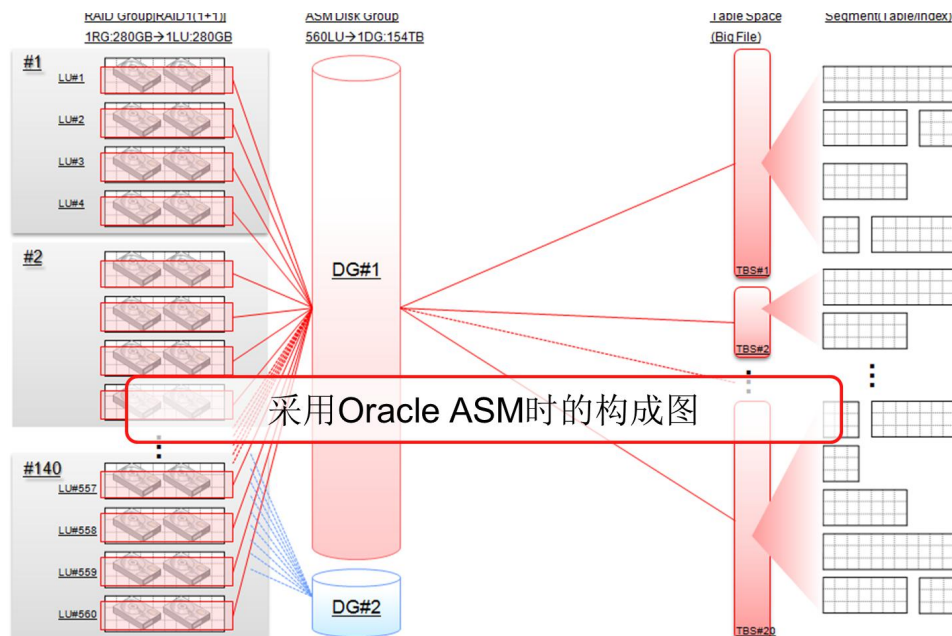 RAID Group[RAID1(1+1)]
1RG:280GB→1LU:280GB
ASM Disk Group
560LU→1DG:154TB
Table Space
(Big File)
Segment(Table/Index)
#1
LU#1
LU#2
LU#3
LU#4
#2
#140
LU#557
LU#558
LU#559
LU#560
DG#1
DG#2
TBS#1
TBS#2
TBS#20
采用Oracle ASM时的构成图